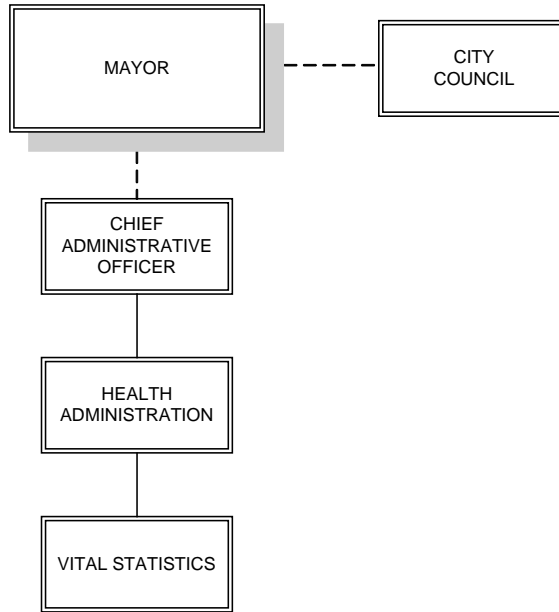 MAYOR
CITY
COUNCIL
CHIEF
ADMINISTRATIVE
OFFICER
HEALTH
ADMINISTRATION
VITAL STATISTICS